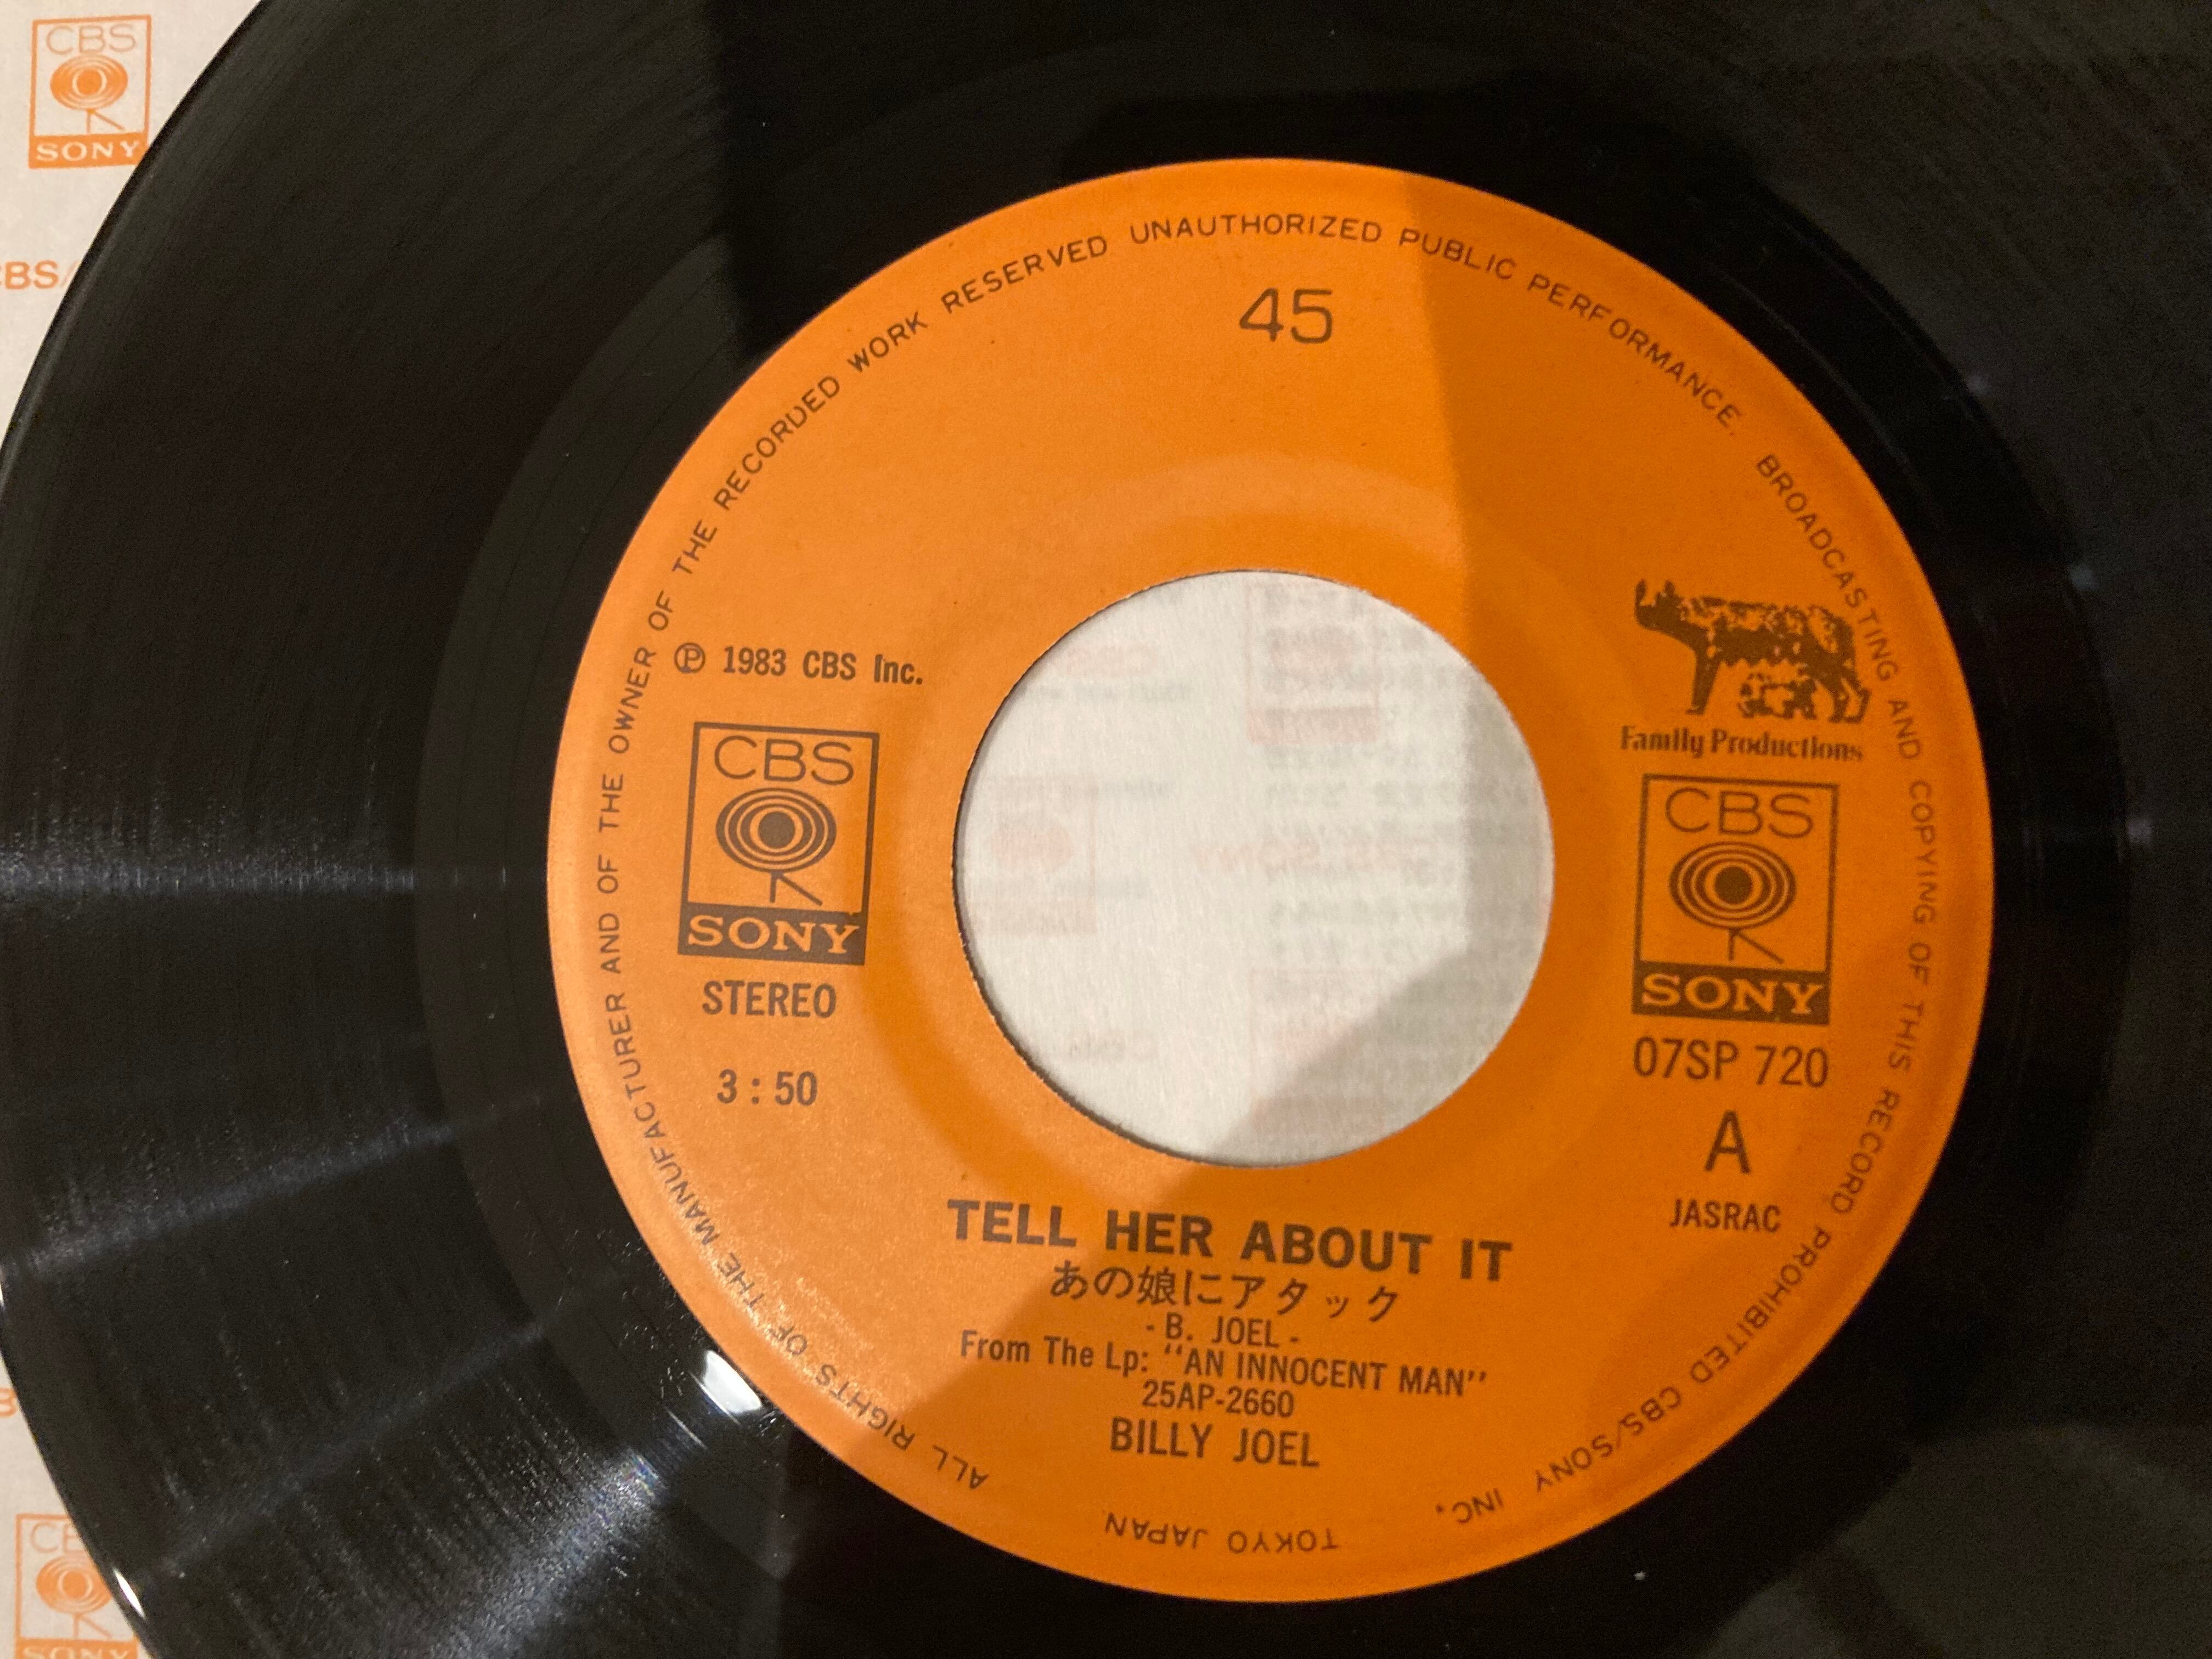 CBS
SONY
45
ALL RIGHTS OF THE MANUFACTURER AND OF THE OWNER OF THE RECORDED WORK RESERVED UNAUTHORIZED PUBLIC PERFORMANCE, BROADCASTING AND COPYING OF THIS RECORD PROHIBITED CBS/SONY INC.
TOKYO JAPAN
℗ 1983 CBS Inc.
CBS
SONY
STEREO
3:50
Family Productions
CBS
SONY
07SP 720
A
JASRAC
TELL HER ABOUT IT
あの娘にアタック
- B. JOEL -
From The Lp: "AN INNOCENT MAN"
25AP-2660
BILLY JOEL
SONY